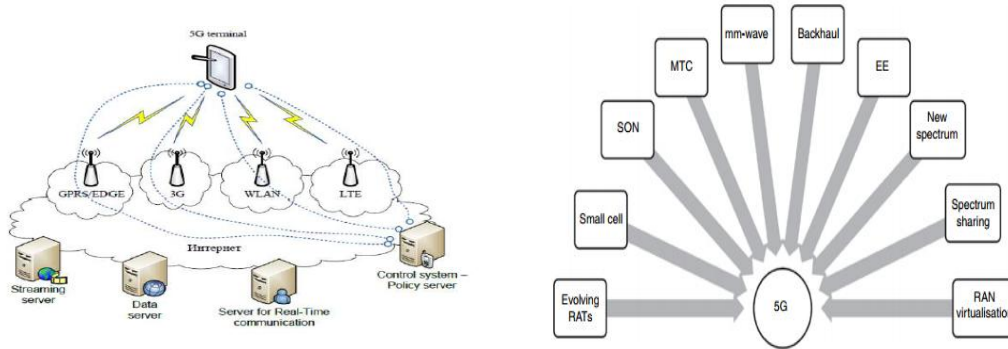 5G terminal
GPRS/EDGE
3G
WLAN
LTE
Интернет
Streaming
server
Data
server
Server for Real-Time
communication
Control system –
Policy server
mm-wave
Backhaul
MTC
EE
SON
New
spectrum
Small cell
Spectrum
sharing
Evolving
RATs
5G
RAN
virtualisation